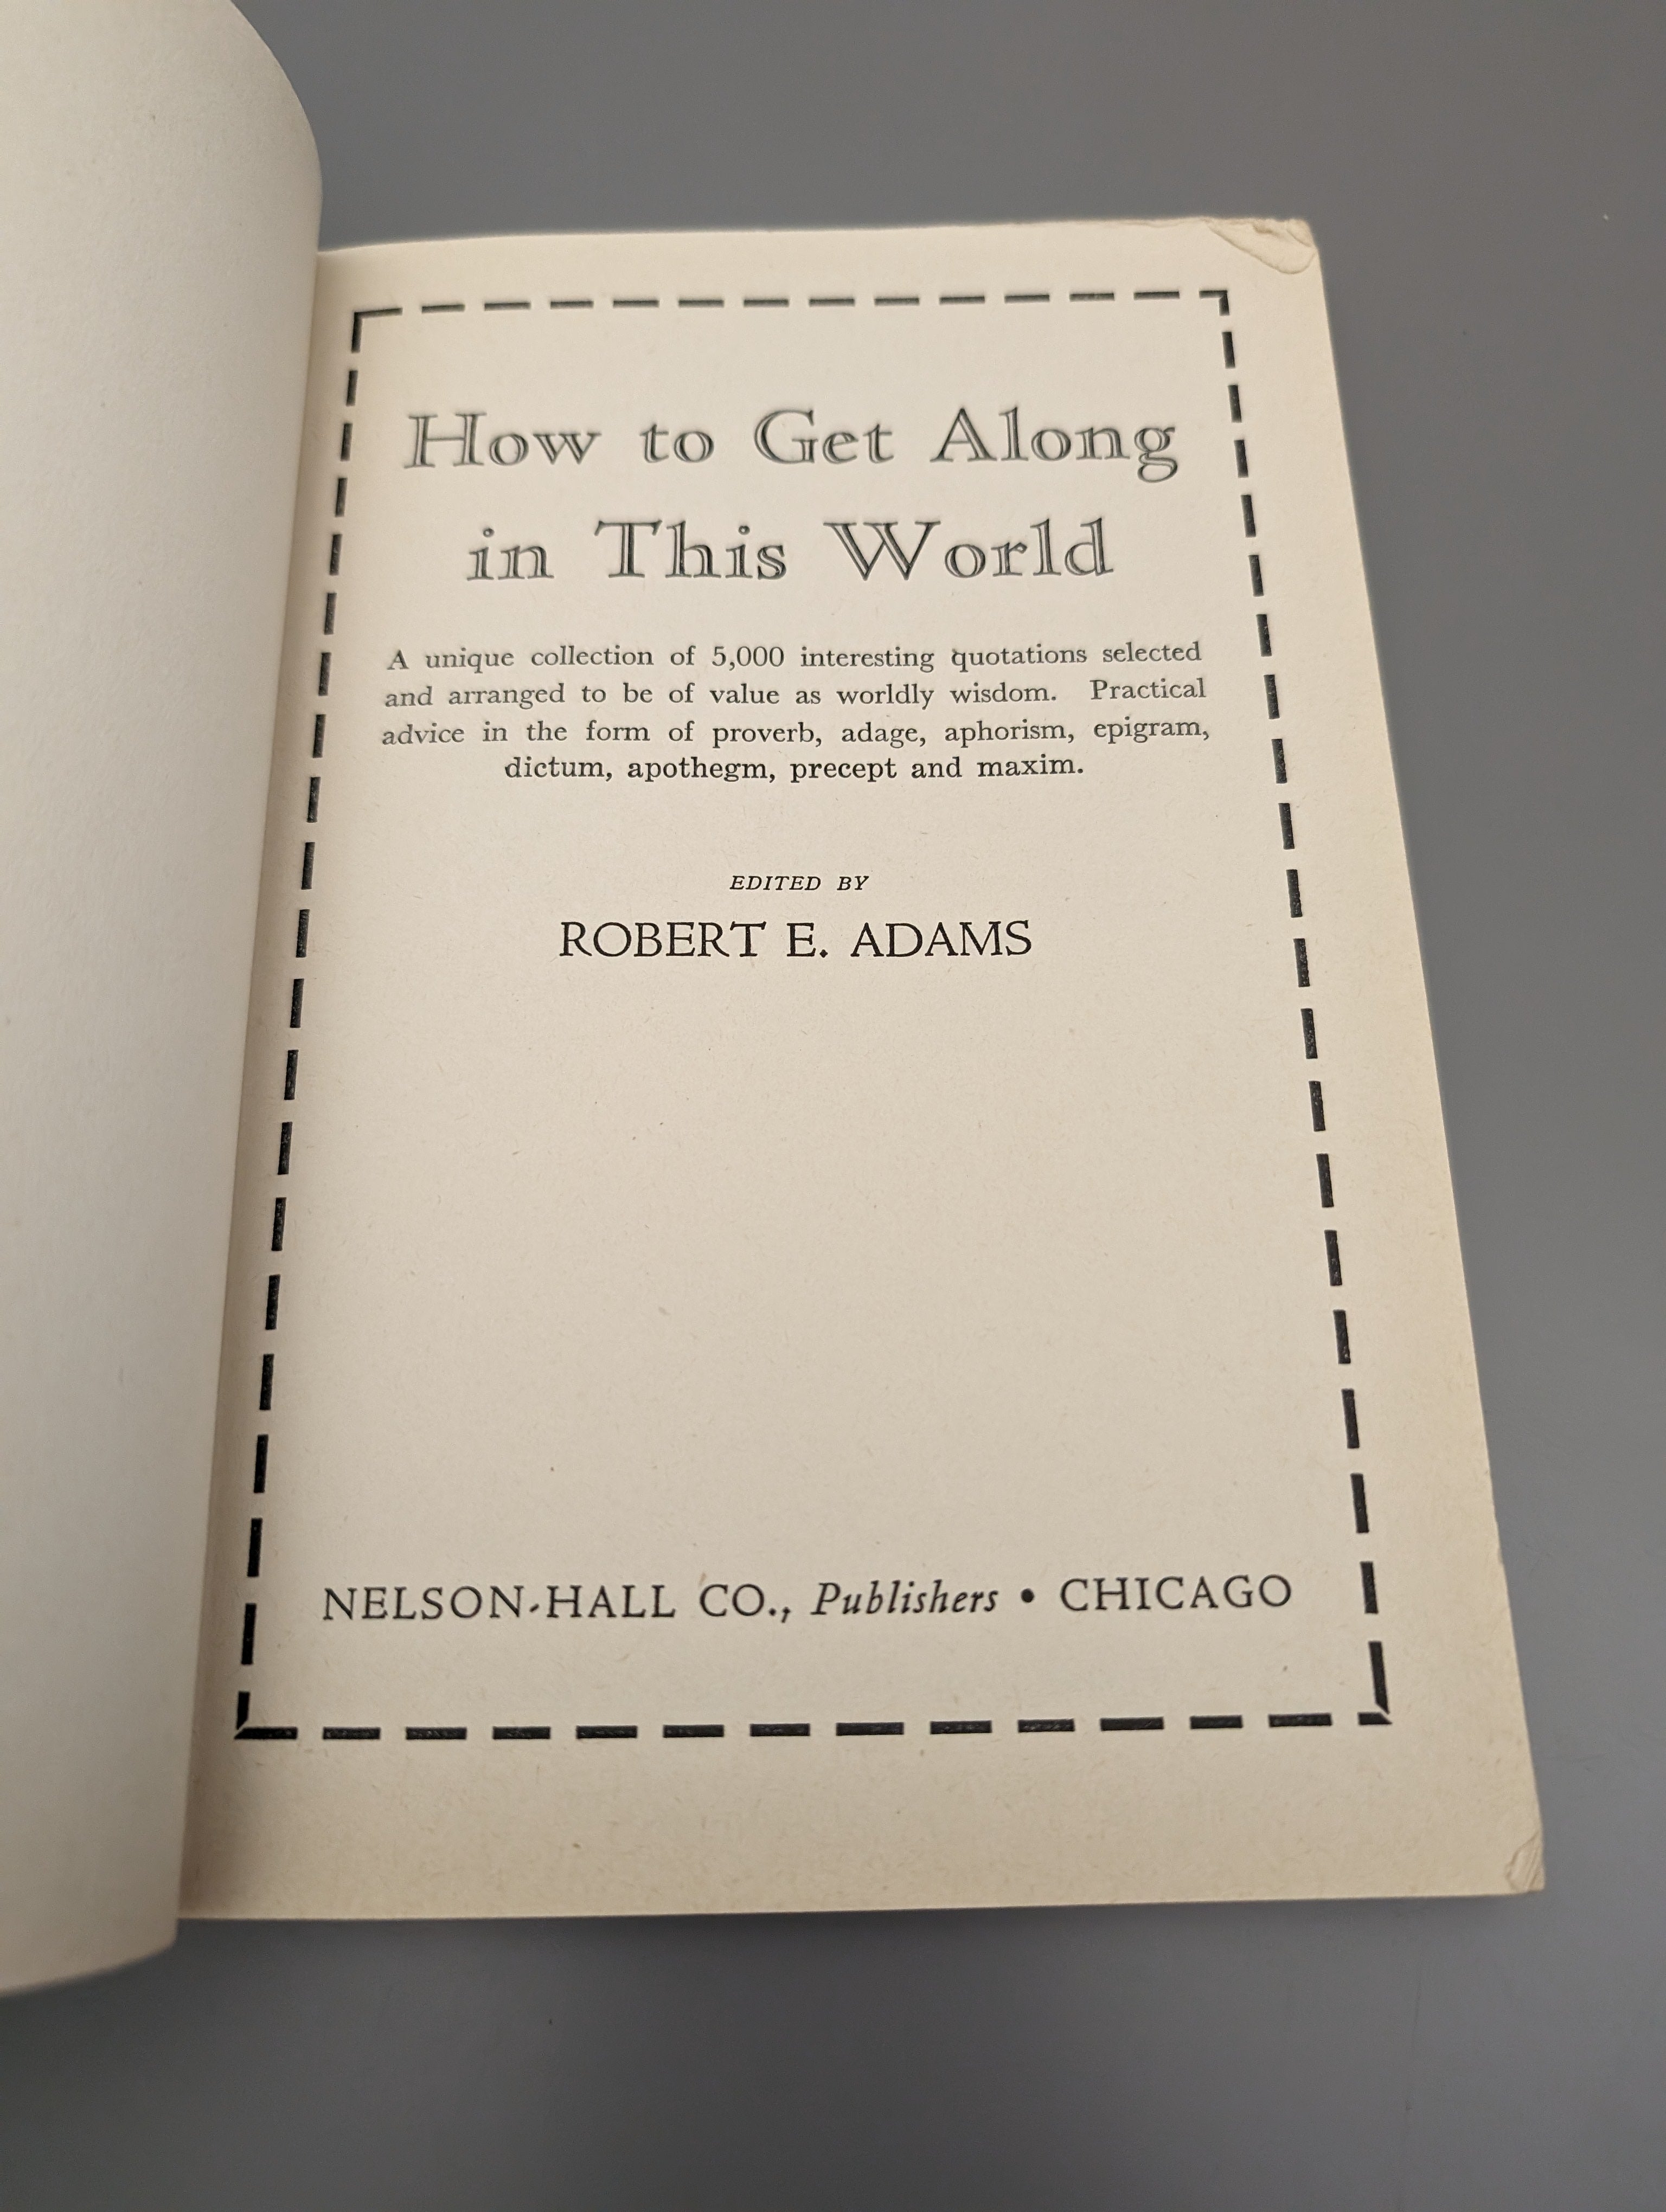 How to Get Along
in This World
A unique collection of 5,000 interesting quotations selected
and arranged to be of value as worldly wisdom. Practical
advice in the form of proverb, adage, aphorism, epigram,
dictum, apothegm, precept and maxim.
EDITED BY
ROBERT E. ADAMS
NELSON-HALL CO., Publishers • CHICAGO